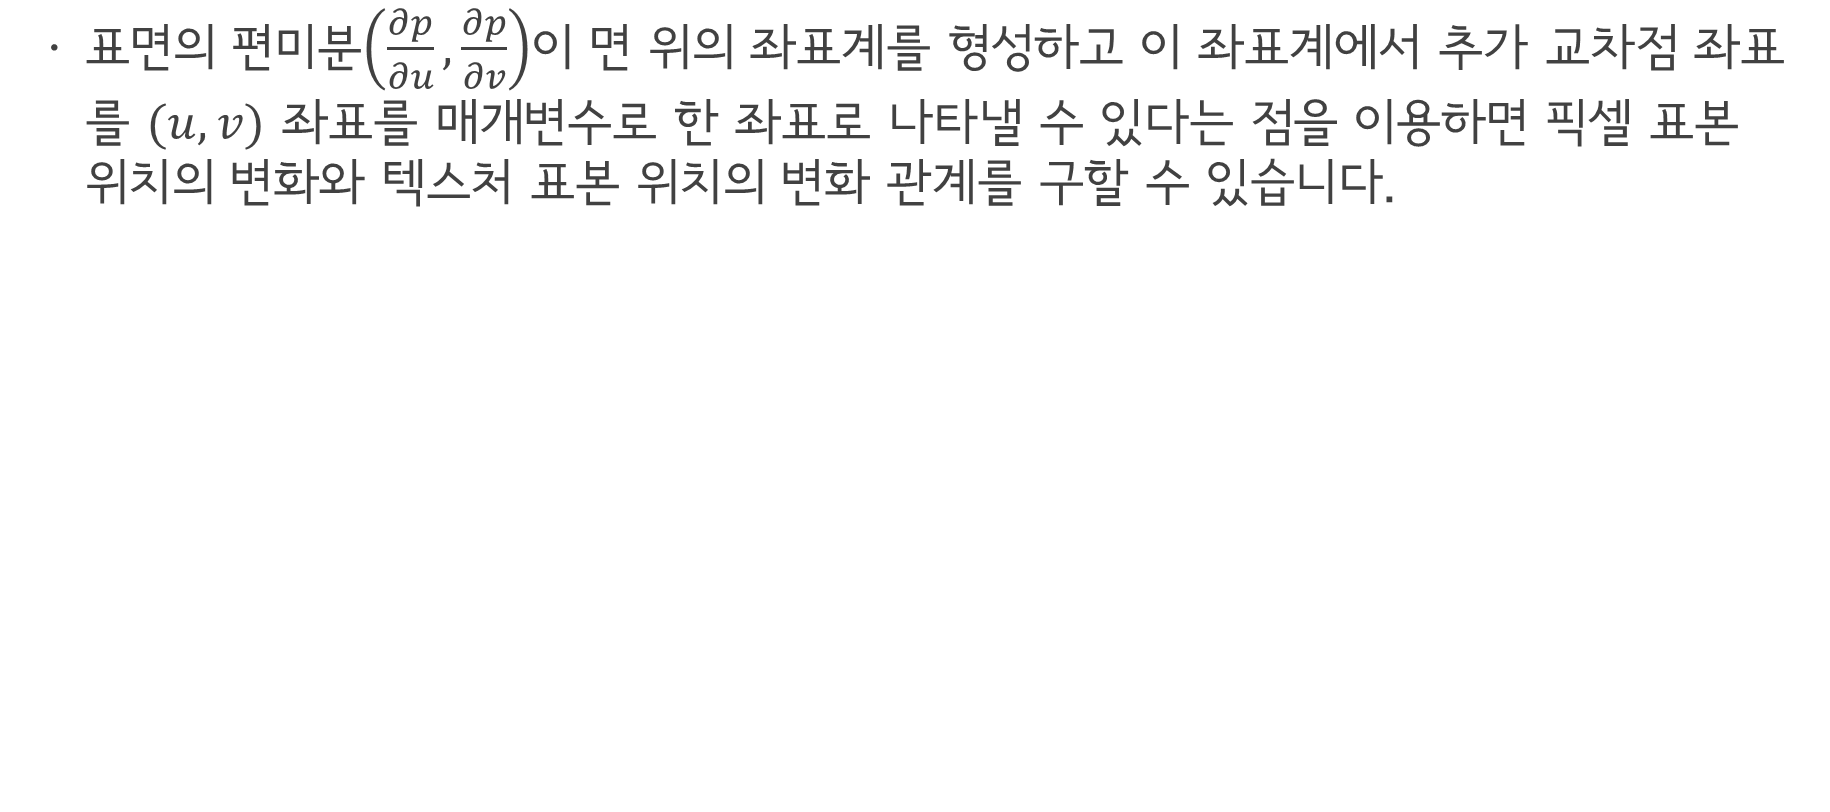 · 표면의 편미분(∂p/∂u, ∂p/∂v)이 면 위의 좌표계를 형성하고 이 좌표계에서 추가 교차점 좌표
를 (u, v) 좌표를 매개변수로 한 좌표로 나타낼 수 있다는 점을 이용하면 픽셀 표본
위치의 변화와 텍스처 표본 위치의 변화 관계를 구할 수 있습니다.